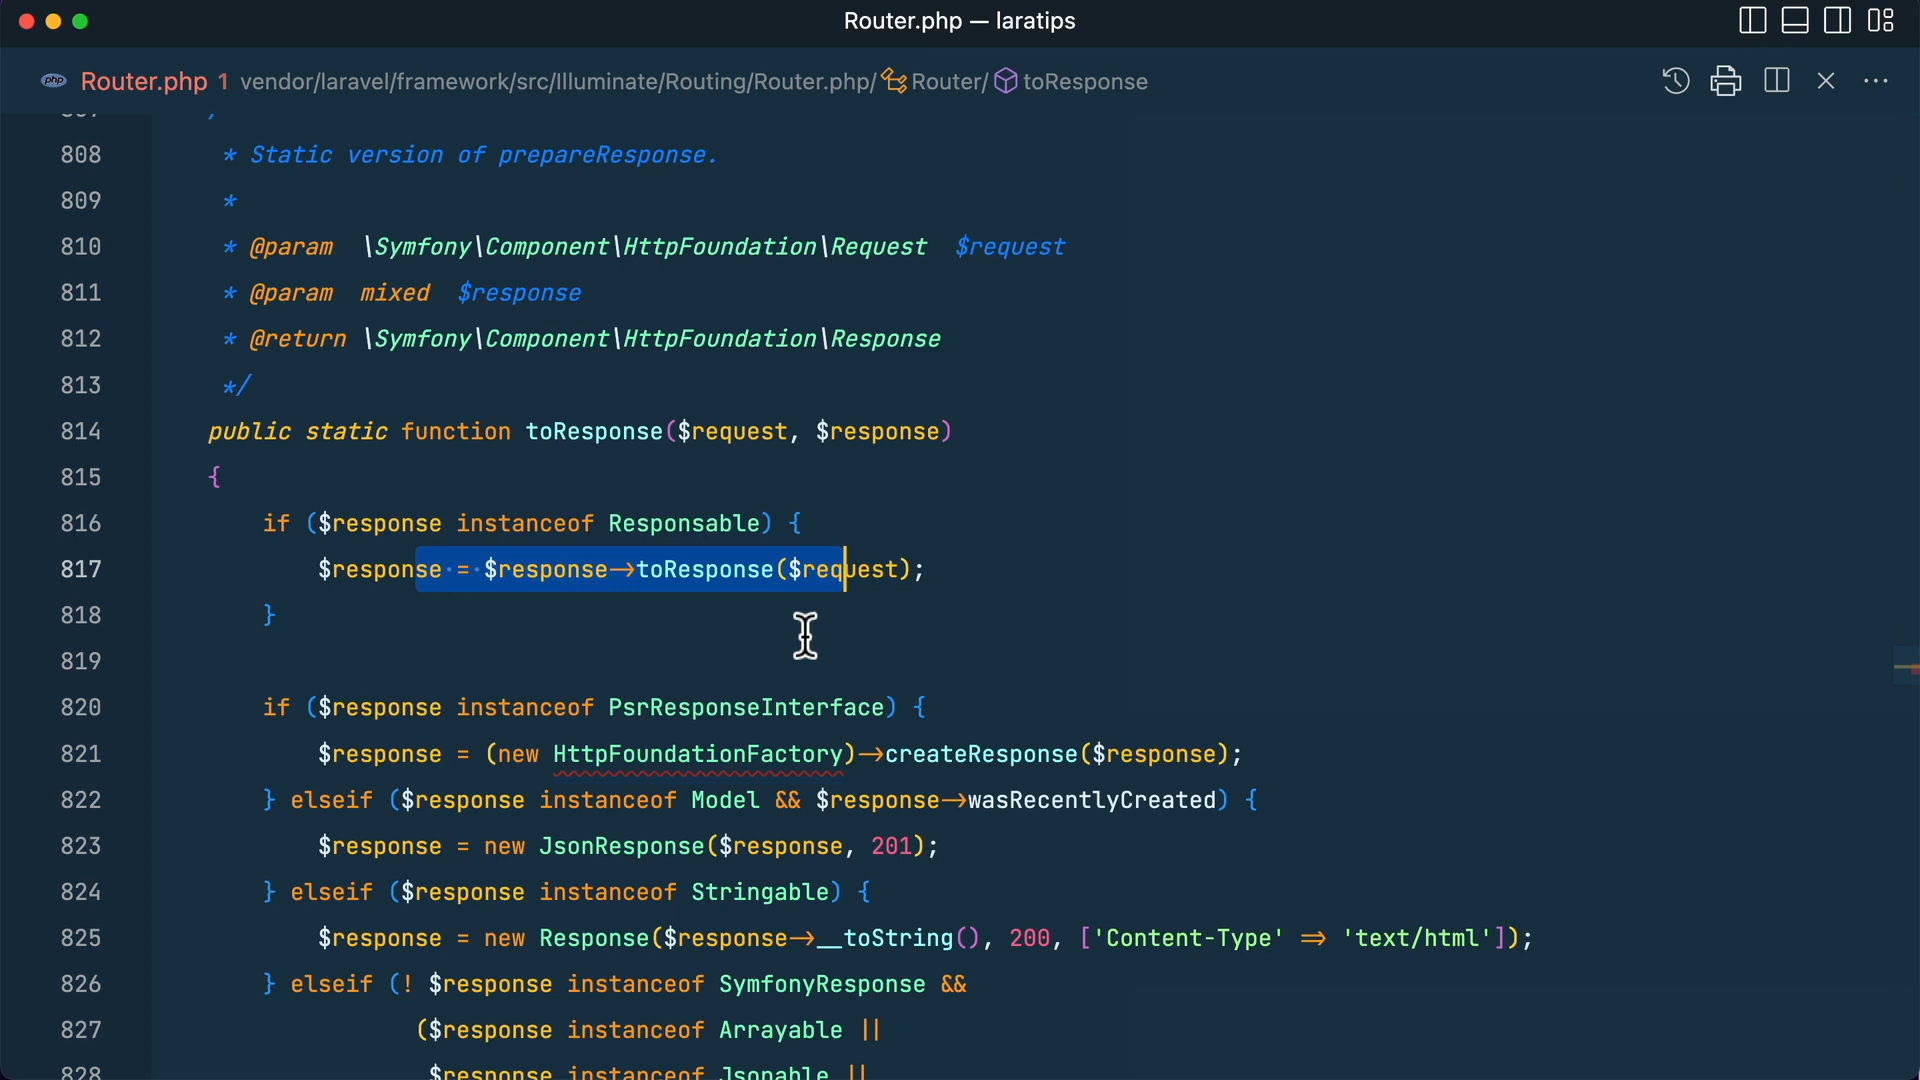 Router.php — laratips
php Router.php 1 vendor/laravel/framework/src/Illuminate/Routing/Router.php/ Router/ toResponse
808 * Static version of prepareResponse.
809 *
810 * @param \Symfony\Component\HttpFoundation\Request $request
811 * @param mixed $response
812 * @return \Symfony\Component\HttpFoundation\Response
813 */
814 public static function toResponse($request, $response)
815 {
816 if ($response instanceof Responsable) {
817 $response = $response->toResponse($request);
818 }
819
820 if ($response instanceof PsrResponseInterface) {
821 $response = (new HttpFoundationFactory)->createResponse($response);
822 } elseif ($response instanceof Model && $response->wasRecentlyCreated) {
823 $response = new JsonResponse($response, 201);
824 } elseif ($response instanceof Stringable) {
825 $response = new Response($response->__toString(), 200, ['Content-Type' => 'text/html']);
826 } elseif (! $response instanceof SymfonyResponse &&
827 ($response instanceof Arrayable ||
828 $response instanceof Jsonable ||